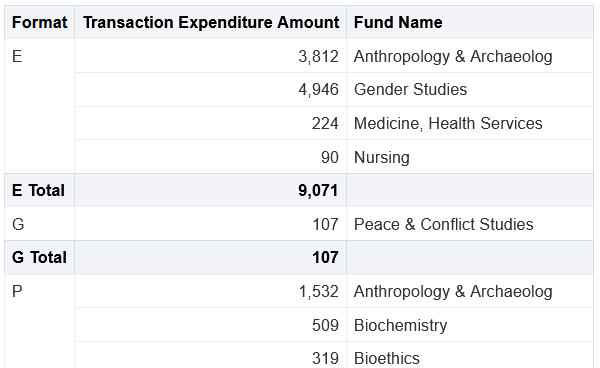 Format Transaction Expenditure Amount Fund Name
E 3,812 Anthropology & Archaeolog
4,946 Gender Studies
224 Medicine, Health Services
90 Nursing
E Total 9,071
G 107 Peace & Conflict Studies
G Total 107
P 1,532 Anthropology & Archaeolog
509 Biochemistry
319 Bioethics